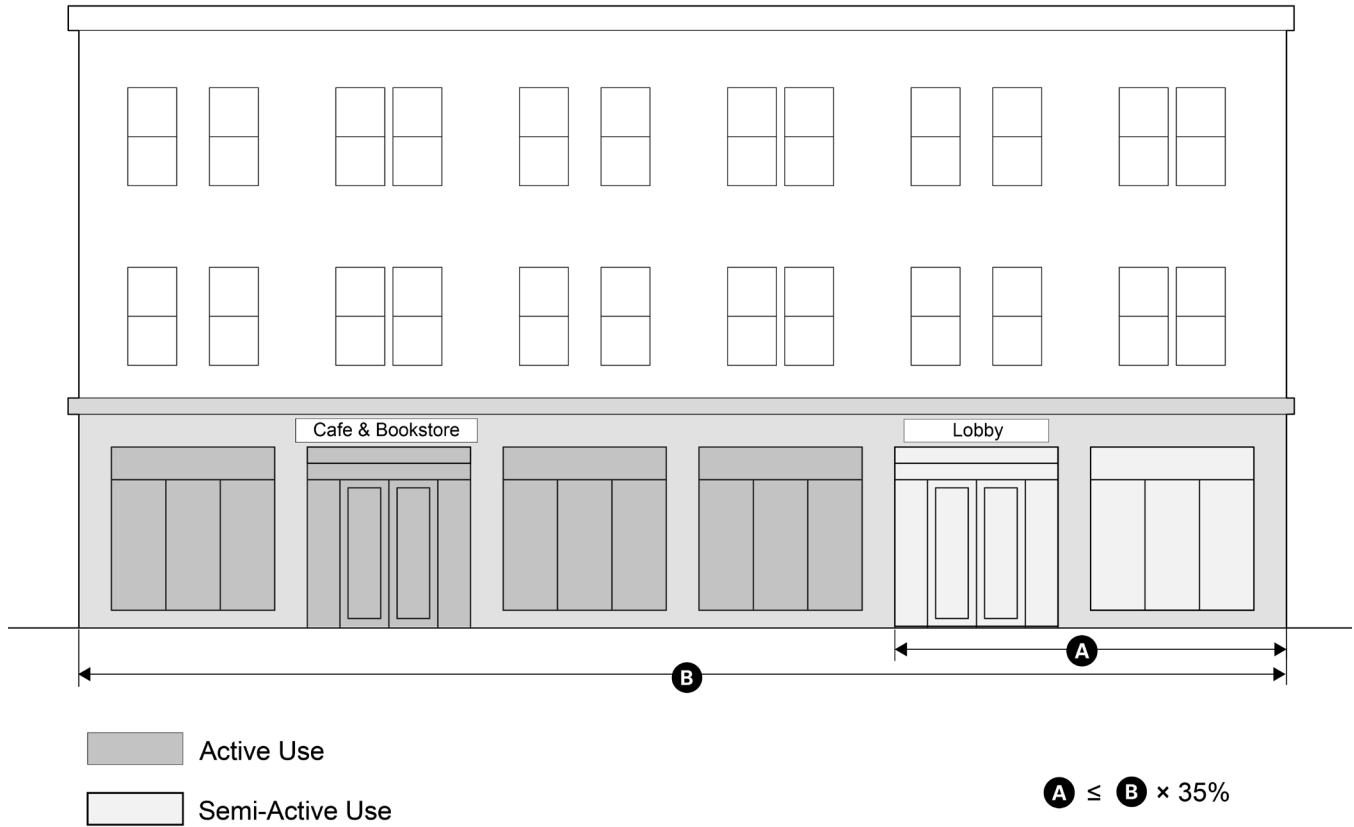 Cafe & Bookstore
Lobby
A
B
Active Use
Semi-Active Use
A ≤ B × 35%